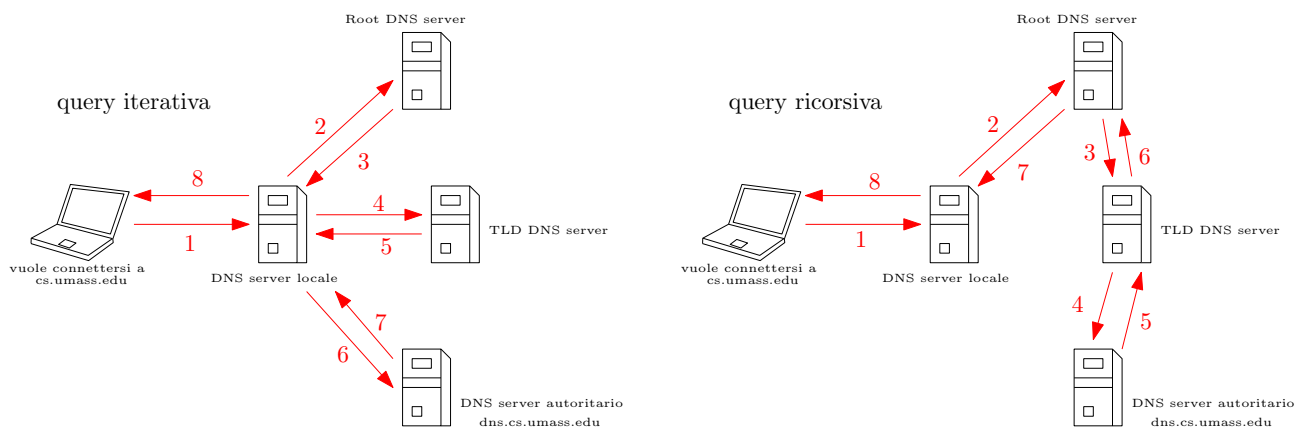 Root DNS server
query iterativa
2
3
8
1
4
5
TLD DNS server
vuole connettersi a
cs.umass.edu
DNS server locale
7
6
DNS server autoritario
dns.cs.umass.edu
Root DNS server
query ricorsiva
2
7
3
6
8
1
TLD DNS server
vuole connettersi a
cs.umass.edu
DNS server locale
4
5
DNS server autoritario
dns.cs.umass.edu